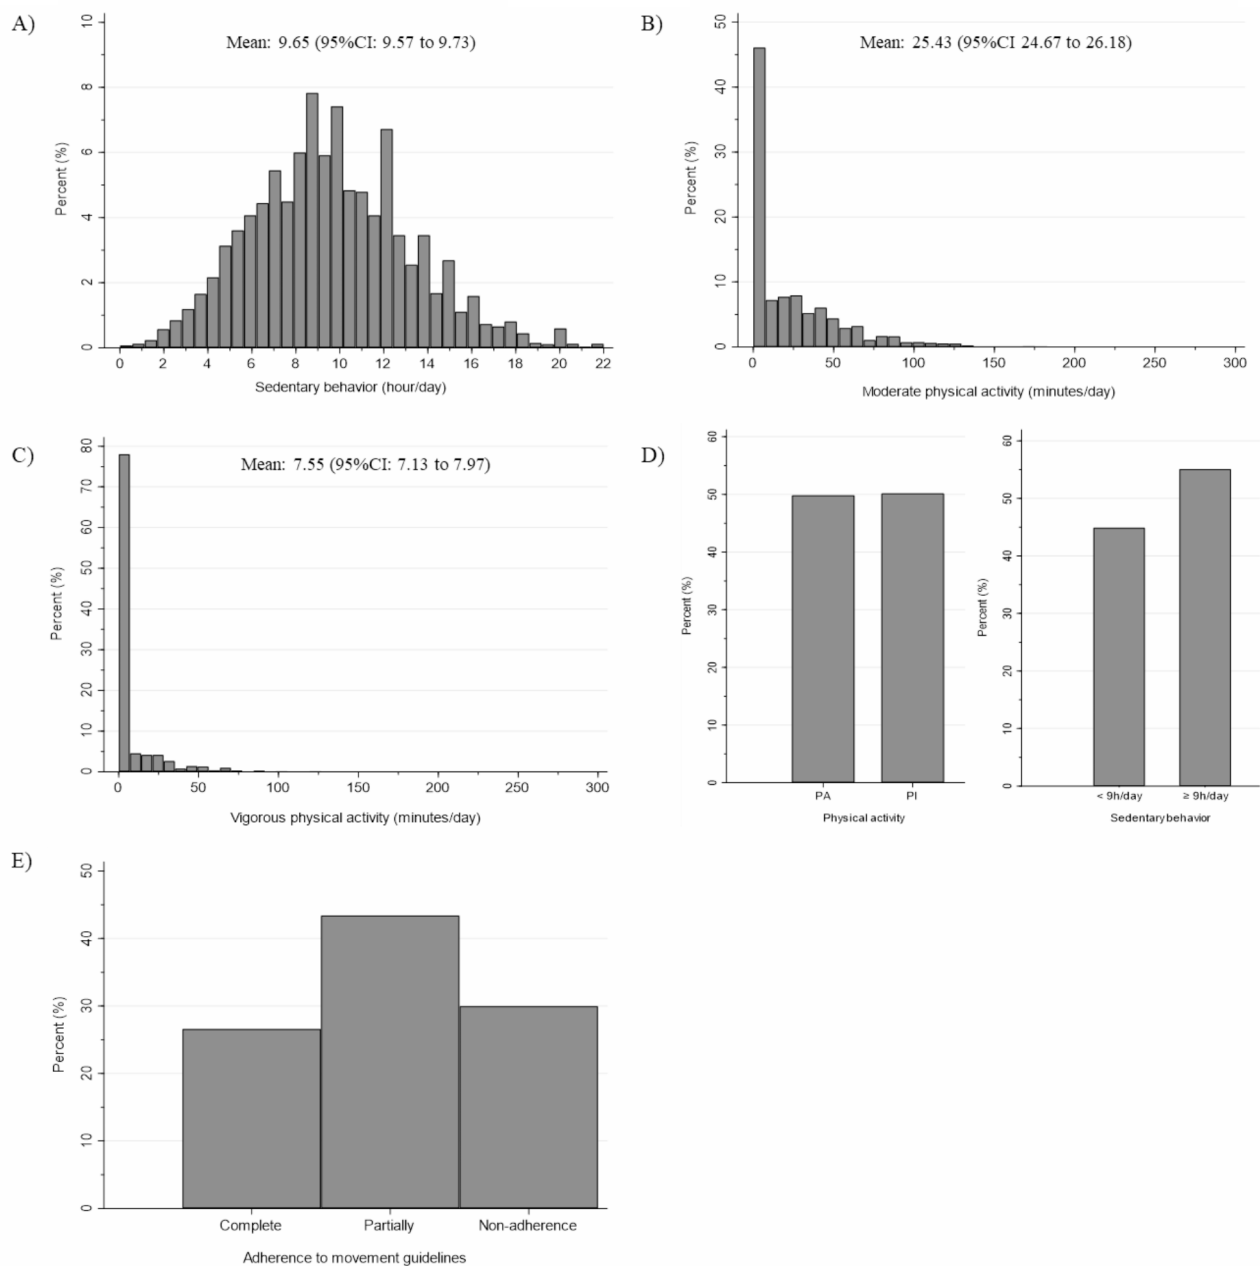 A)
Mean: 9.65 (95%CI: 9.57 to 9.73)
Percent (%)
10
8
6
4
2
0
0 2 4 6 8 10 12 14 16 18 20 22
Sedentary behavior (hour/day)
B)
Mean: 25.43 (95%CI 24.67 to 26.18)
Percent (%)
50
40
30
20
10
0
0 50 100 150 200 250 300
Moderate physical activity (minutes/day)
C)
Mean: 7.55 (95%CI: 7.13 to 7.97)
Percent (%)
80
70
60
50
40
30
20
10
0
0 50 100 150 200 250 300
Vigorous physical activity (minutes/day)
D)
Percent (%)
60
50
40
30
20
10
0
PA PI
Physical activity
Percent (%)
60
50
40
30
20
10
0
< 9h/day ≥ 9h/day
Sedentary behavior
E)
Percent (%)
50
40
30
20
10
0
Complete Partially Non-adherence
Adherence to movement guidelines